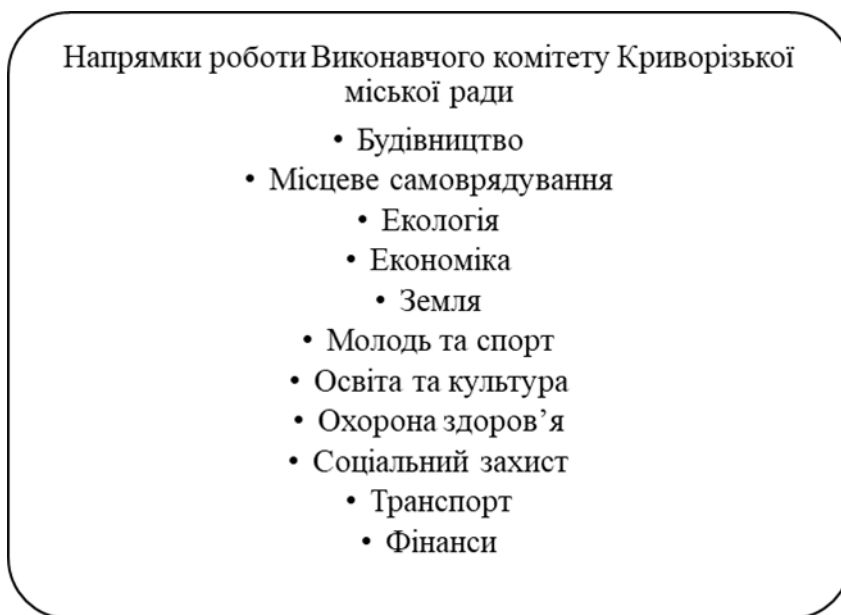 Напрямки роботи Виконавчого комітету Криворізької
міської ради
• Будівництво
• Місцеве самоврядування
• Екологія
• Економіка
• Земля
• Молодь та спорт
• Освіта та культура
• Охорона здоров’я
• Соціальний захист
• Транспорт
• Фінанси